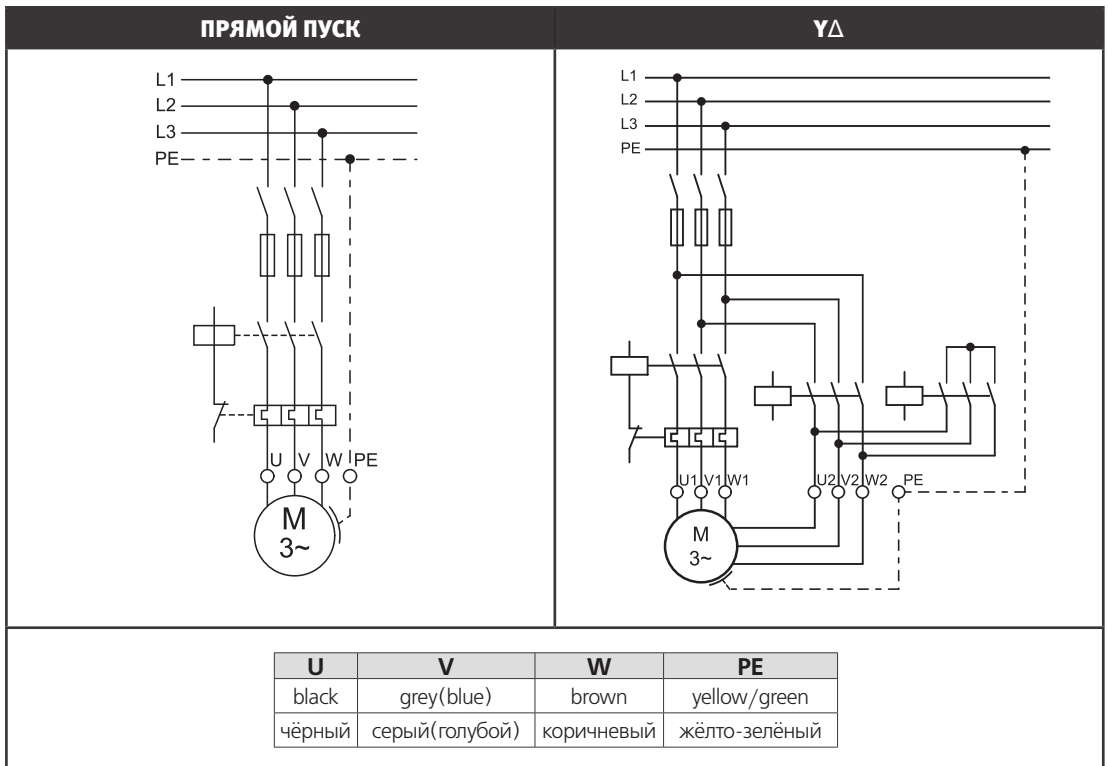 ПРЯМОЙ ПУСК
YΔ
L1
L2
L3
PE
U V W PE
M
3~
L1
L2
L3
PE
U1 V1 W1 U2 V2 W2 PE
M
3~
U V W PE
black grey(blue) brown yellow/green
чёрный серый(голубой) коричневый жёлто-зелёный